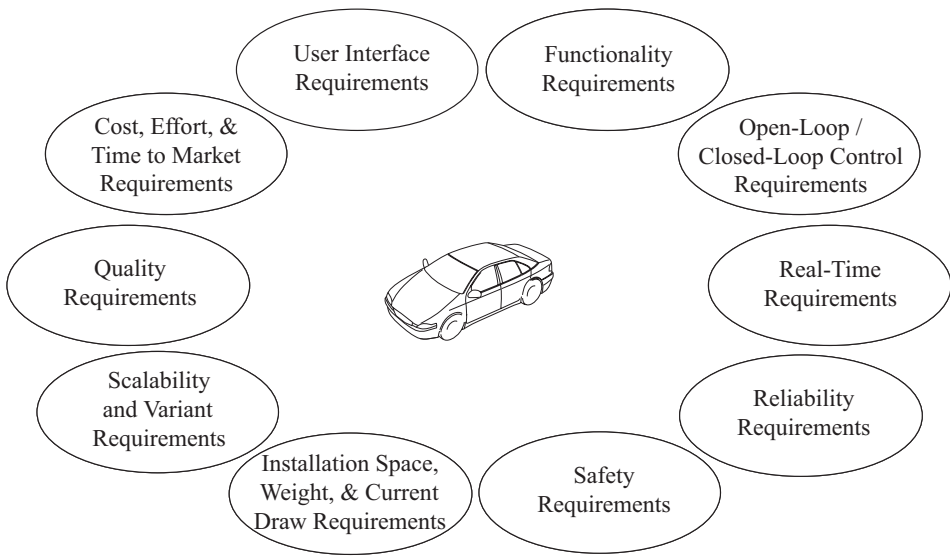 User Interface
Requirements
Functionality
Requirements
Cost, Effort, &
Time to Market
Requirements
Open-Loop /
Closed-Loop Control
Requirements
Quality
Requirements
Real-Time
Requirements
Scalability
and Variant
Requirements
Reliability
Requirements
Installation Space,
Weight, & Current
Draw Requirements
Safety
Requirements